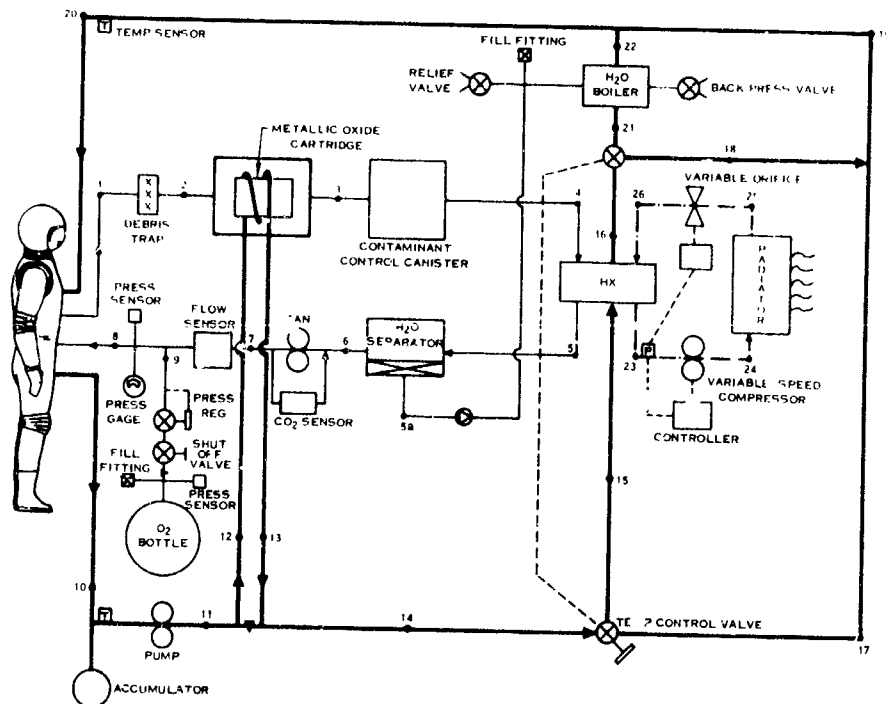 20
T
TEMP SENSOR
FILL FITTING
22
RELIEF
VALVE
H2O
BOILER
BACK PRESS VALVE
METALLIC OXIDE
CARTRIDGE
21
18
VARIABLE ORIFICE
1
2
3
4
26
21
X
X
X
DEBRIS
TRAP
CONTAMINANT
CONTROL CANISTER
16
HX
RADIATOR
PRESS
SENSOR
FLOW
SENSOR
H2O
SEPARATOR
8
7
6
5
23
P
24
9
PRESS
GAGE
PRESS
REG
CO2 SENSOR
5a
VARIABLE SPEED
COMPRESSOR
CONTROLLER
SHUT
OFF
VALVE
FILL
FITTING
PRESS
SENSOR
O2
BOTTLE
12
13
15
10
T
11
14
CONTROL VALVE
PUMP
17
ACCUMULATOR